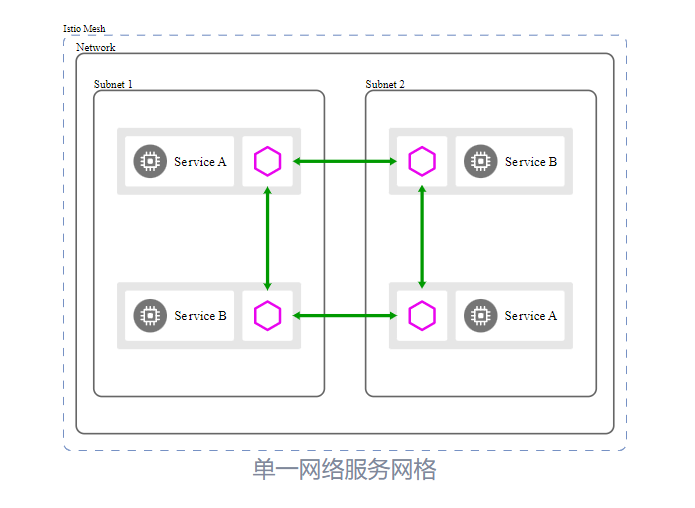 Istio Mesh
Network
Subnet 1
Subnet 2
Service A
Service B
Service B
Service A
单一网络服务网格